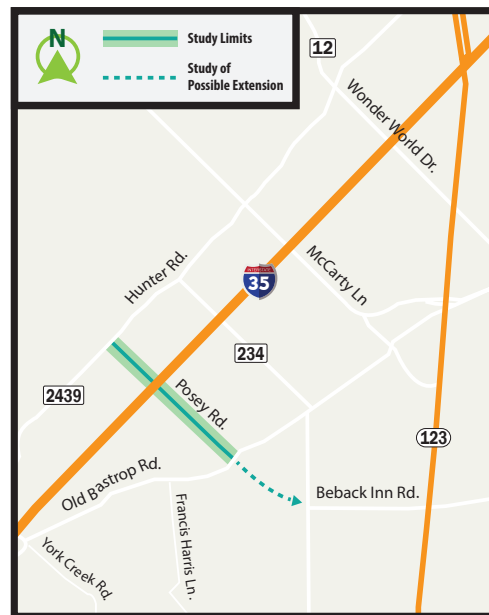 N
Study Limits
Study of
Possible Extension
12
Wonder World Dr.
Hunter Rd.
McCarty Ln
INTERSTATE
35
234
2439
Posey Rd.
123
Old Bastrop Rd.
Beback Inn Rd.
Francis Harris Ln.
York Creek Rd.